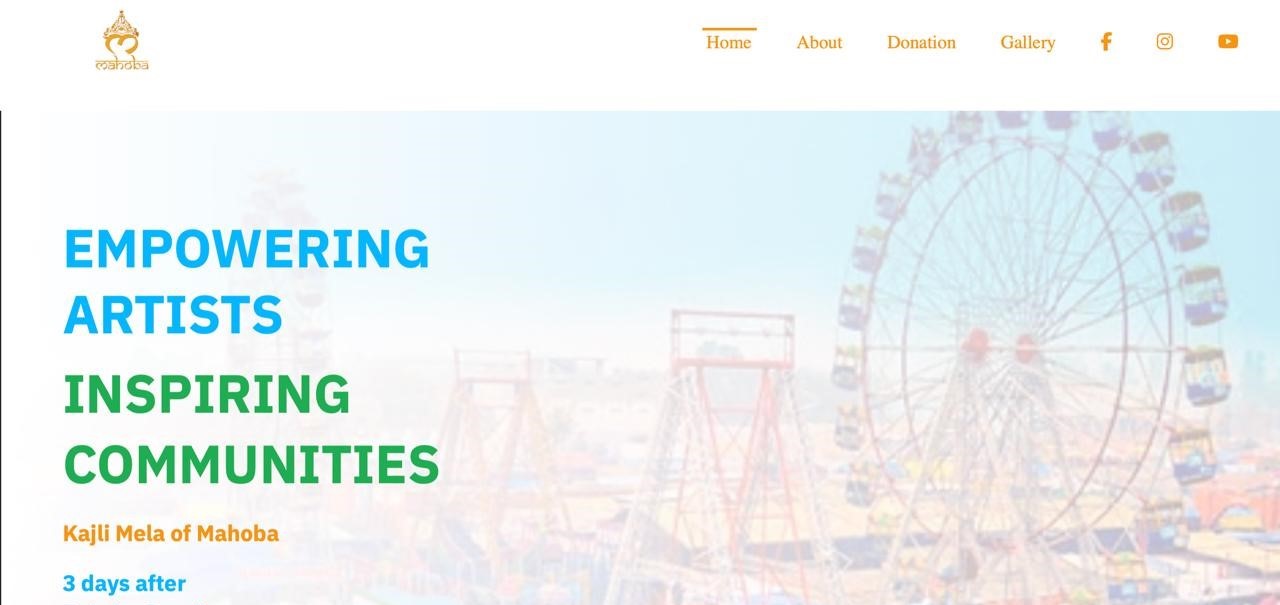 mahoba
Home About Donation Gallery
EMPOWERING
ARTISTS
INSPIRING
COMMUNITIES
Kajli Mela of Mahoba
3 days after